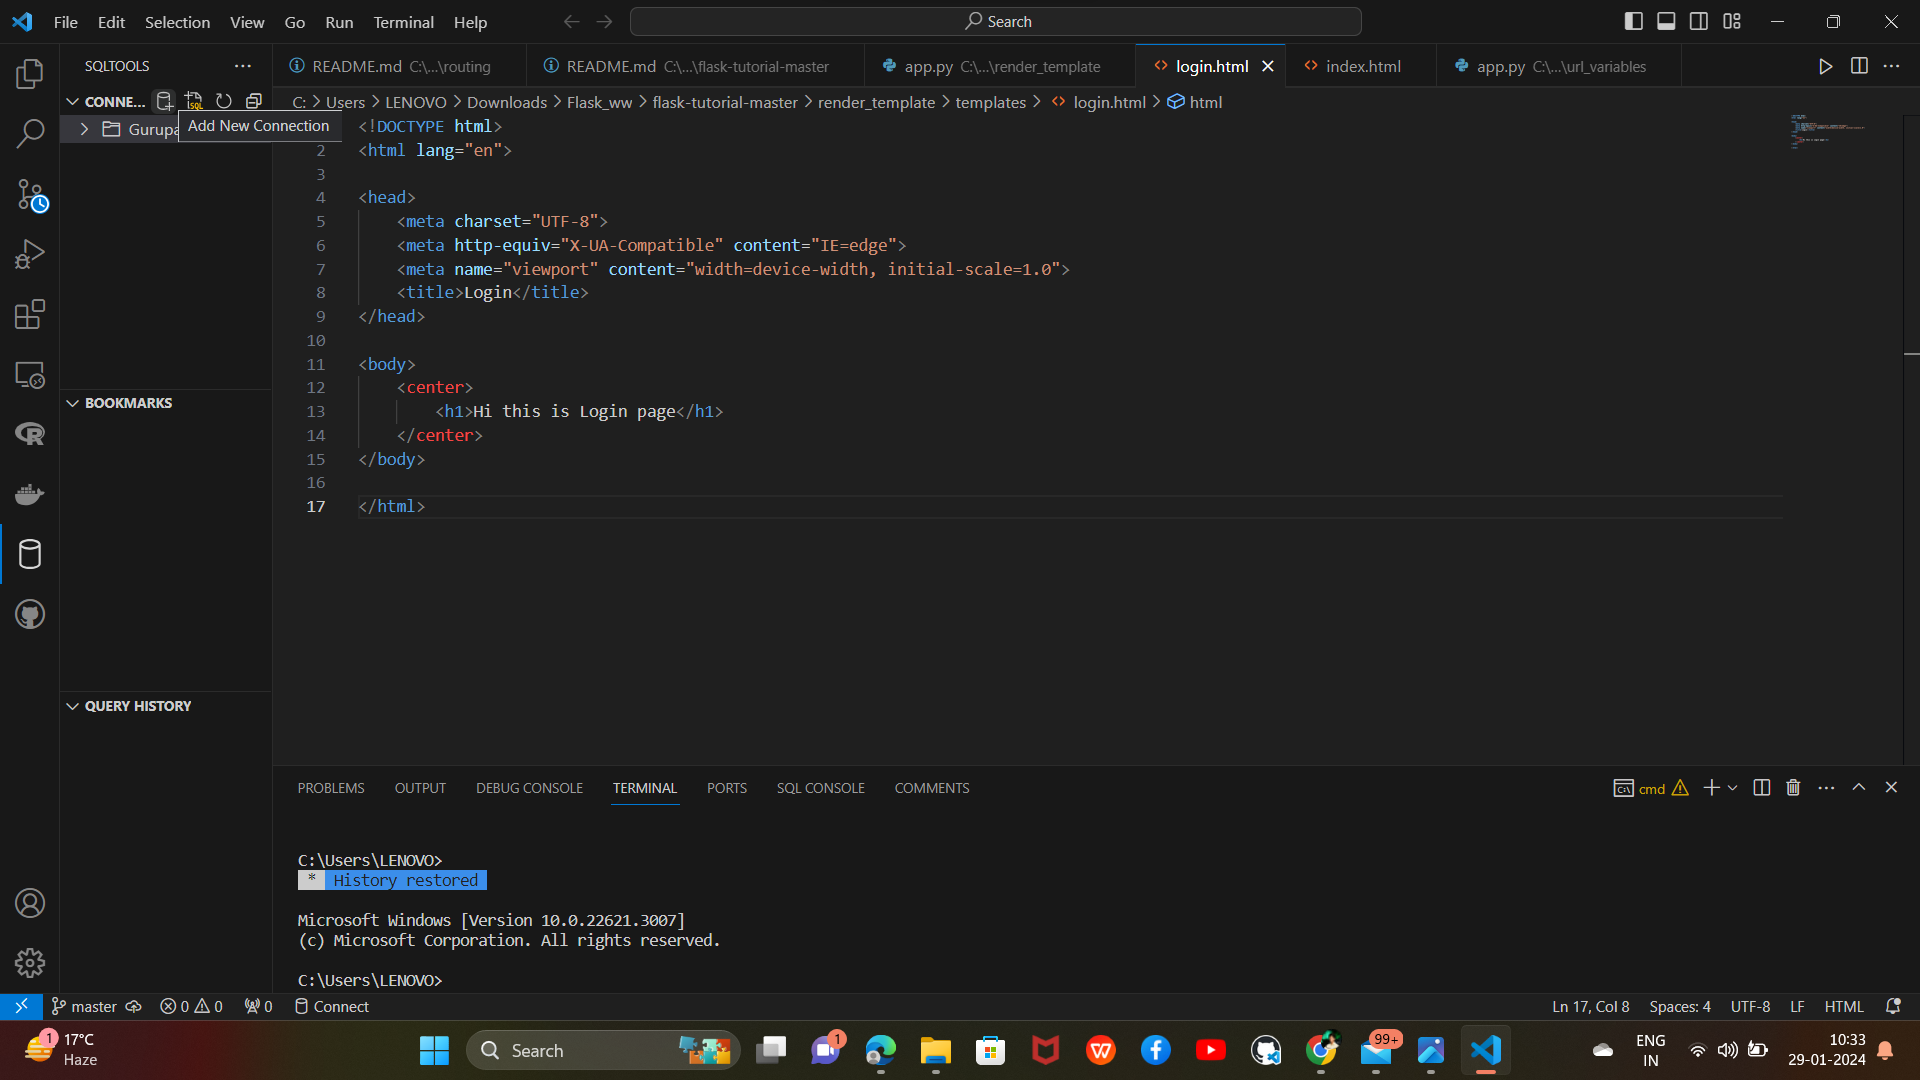 File Edit Selection View Go Run Terminal Help
Search
SQLTOOLS
README.md C:\...\routing
README.md C:\...\flask-tutorial-master
app.py C:\...\render_template
login.html
index.html
app.py C:\...\url_variables
CONNE...
C: > Users > LENOVO > Downloads > Flask_ww > flask-tutorial-master > render_template > templates > login.html > html
Add New Connection
<!DOCTYPE html>
2 <html lang="en">
3
4 <head>
5 <meta charset="UTF-8">
6 <meta http-equiv="X-UA-Compatible" content="IE=edge">
7 <meta name="viewport" content="width=device-width, initial-scale=1.0">
8 <title>Login</title>
9 </head>
10
11 <body>
12 <center>
13 <h1>Hi this is Login page</h1>
14 </center>
15 </body>
16
17 </html>
BOOKMARKS
QUERY HISTORY
PROBLEMS OUTPUT DEBUG CONSOLE TERMINAL PORTS SQL CONSOLE COMMENTS
cmd
C:\Users\LENOVO>
* History restored
Microsoft Windows [Version 10.0.22621.3007]
(c) Microsoft Corporation. All rights reserved.
C:\Users\LENOVO>
master 0 0 0 Connect
Ln 17, Col 8 Spaces: 4 UTF-8 LF HTML
1
17°C
Haze
Search
1
99+
ENG
IN
10:33
29-01-2024